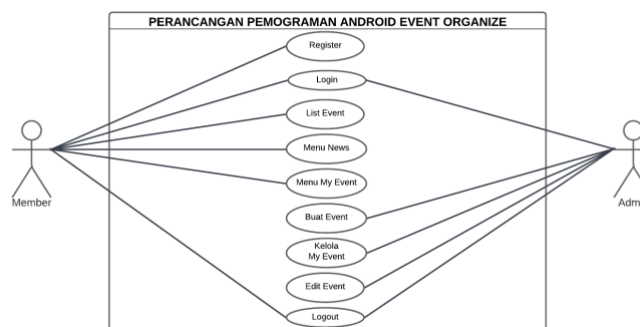 PERANCANGAN PEMOGRAMAN ANDROID EVENT ORGANIZE
Register
Login
List Event
Menu News
Menu My Event
Member
Adm
Buat Event
Kelola
My Event
Edit Event
Logout